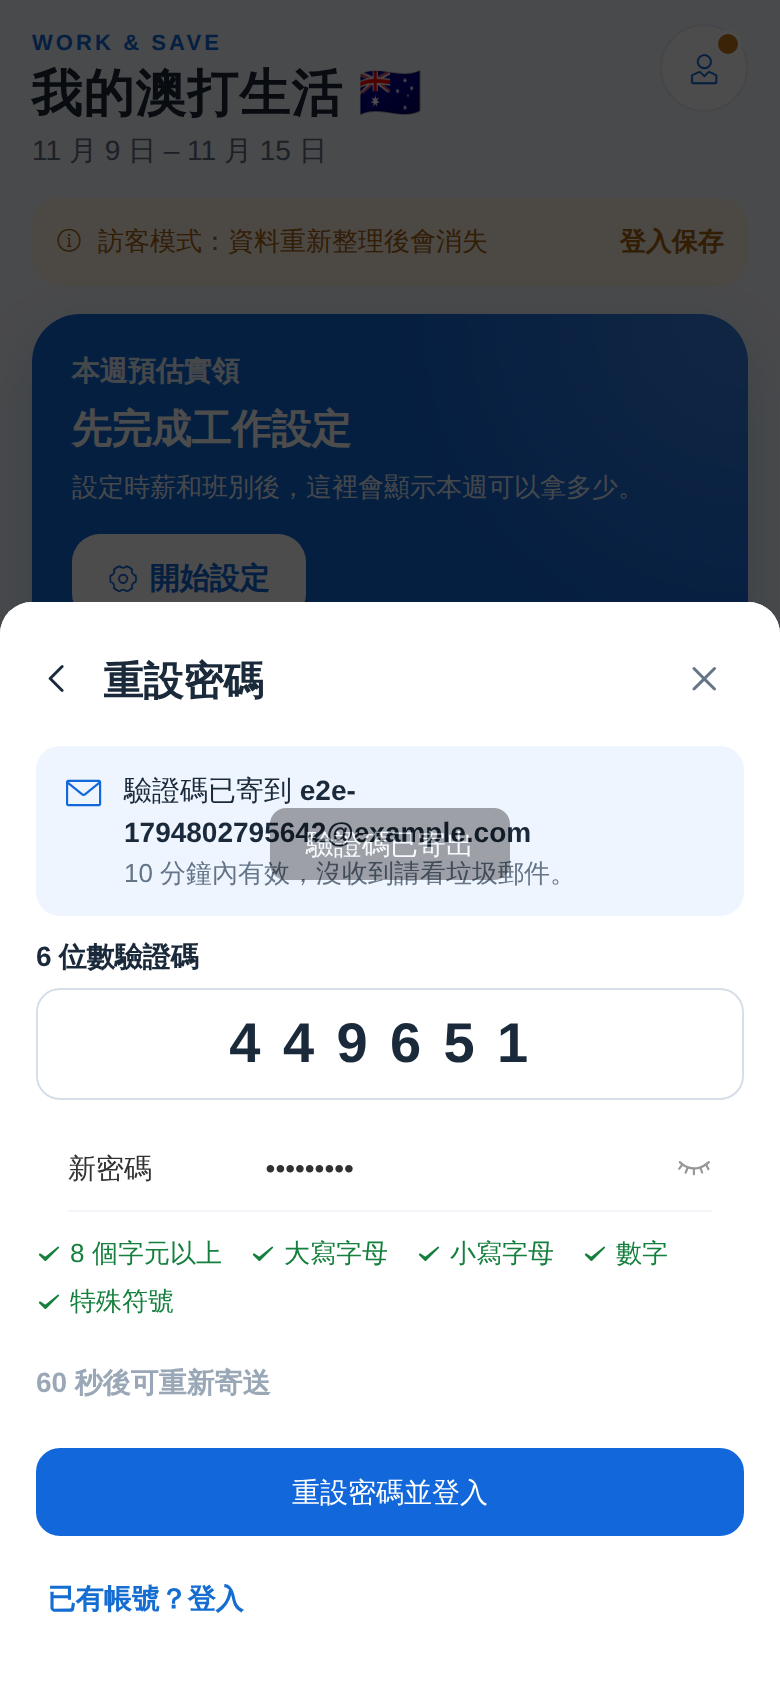 WORK & SAVE
我的澳打生活 🇦🇺
11 月 9 日 – 11 月 15 日
訪客模式：資料重新整理後會消失
登入保存
本週預估實領
先完成工作設定
設定時薪和班別後，這裡會顯示本週可以拿多少。
開始設定
重設密碼
驗證碼已寄到 e2e-
1794802795642@example.com
驗證碼已寄出
10 分鐘內有效，沒收到請看垃圾郵件。
6 位數驗證碼
449651
新密碼 •••••••••
8 個字元以上 大寫字母 小寫字母 數字
特殊符號
60 秒後可重新寄送
重設密碼並登入
已有帳號？登入